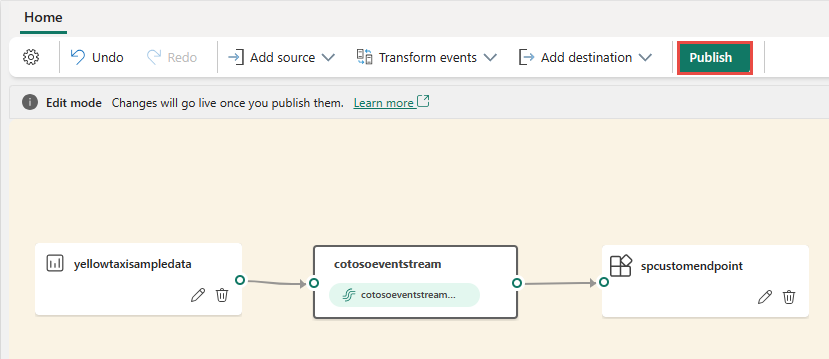 Home
Undo Redo Add source Transform events Add destination Publish
Edit mode Changes will go live once you publish them. Learn more
yellowtaxisampledata
cotosoeventstream
cotosoeventstream...
spcustomendpoint